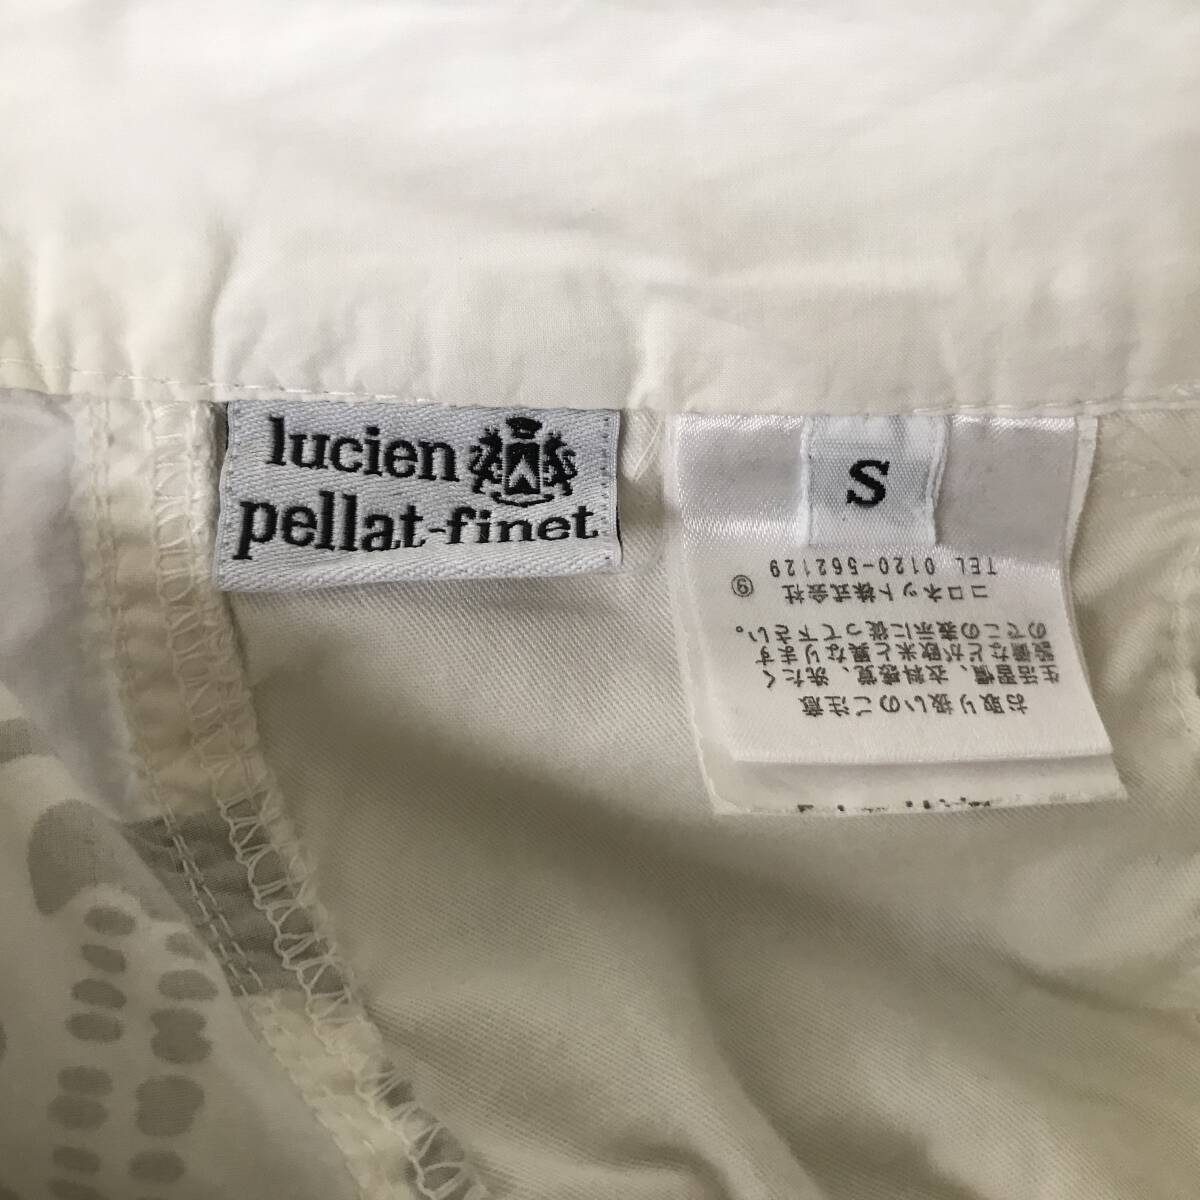 lucien
pellat-finet
S
お取り扱いのご注意
生活習慣、衣料感覚、洗たく
設備などが欧米と異なります
のでこの表示に従って下さい。
コロネット株式会社 ⑨
TEL 0120-562129